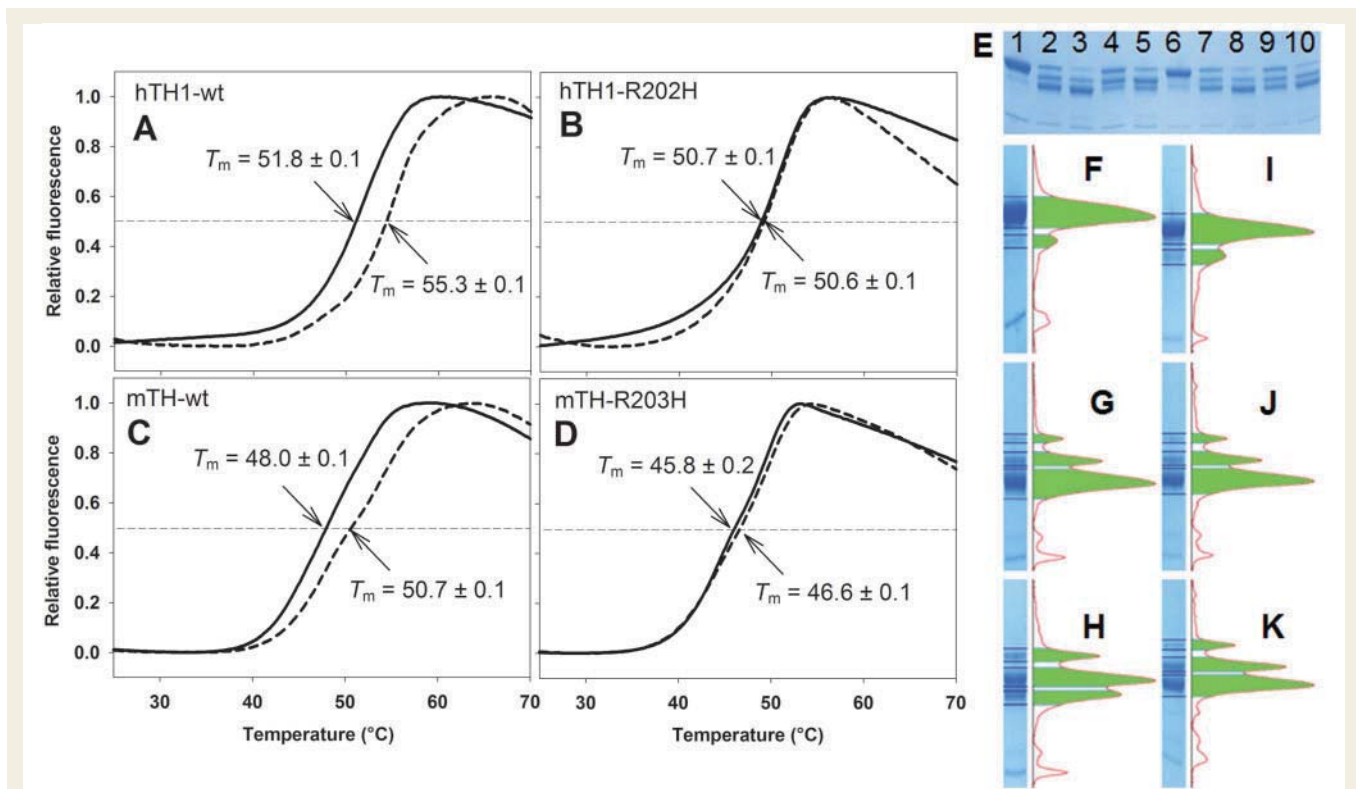 hTH1-wt
A
Tm = 51.8 ± 0.1
Tm = 55.3 ± 0.1
Relative fluorescence
1.0
0.8
0.6
0.4
0.2
0.0
hTH1-R202H
B
Tm = 50.7 ± 0.1
Tm = 50.6 ± 0.1
mTH-wt
C
Tm = 48.0 ± 0.1
Tm = 50.7 ± 0.1
Relative fluorescence
1.0
0.8
0.6
0.4
0.2
0.0
30 40 50 60 70
Temperature (°C)
mTH-R203H
D
Tm = 45.8 ± 0.2
Tm = 46.6 ± 0.1
30 40 50 60 70
Temperature (°C)
E 1 2 3 4 5 6 7 8 9 10
F
I
G
J
H
K